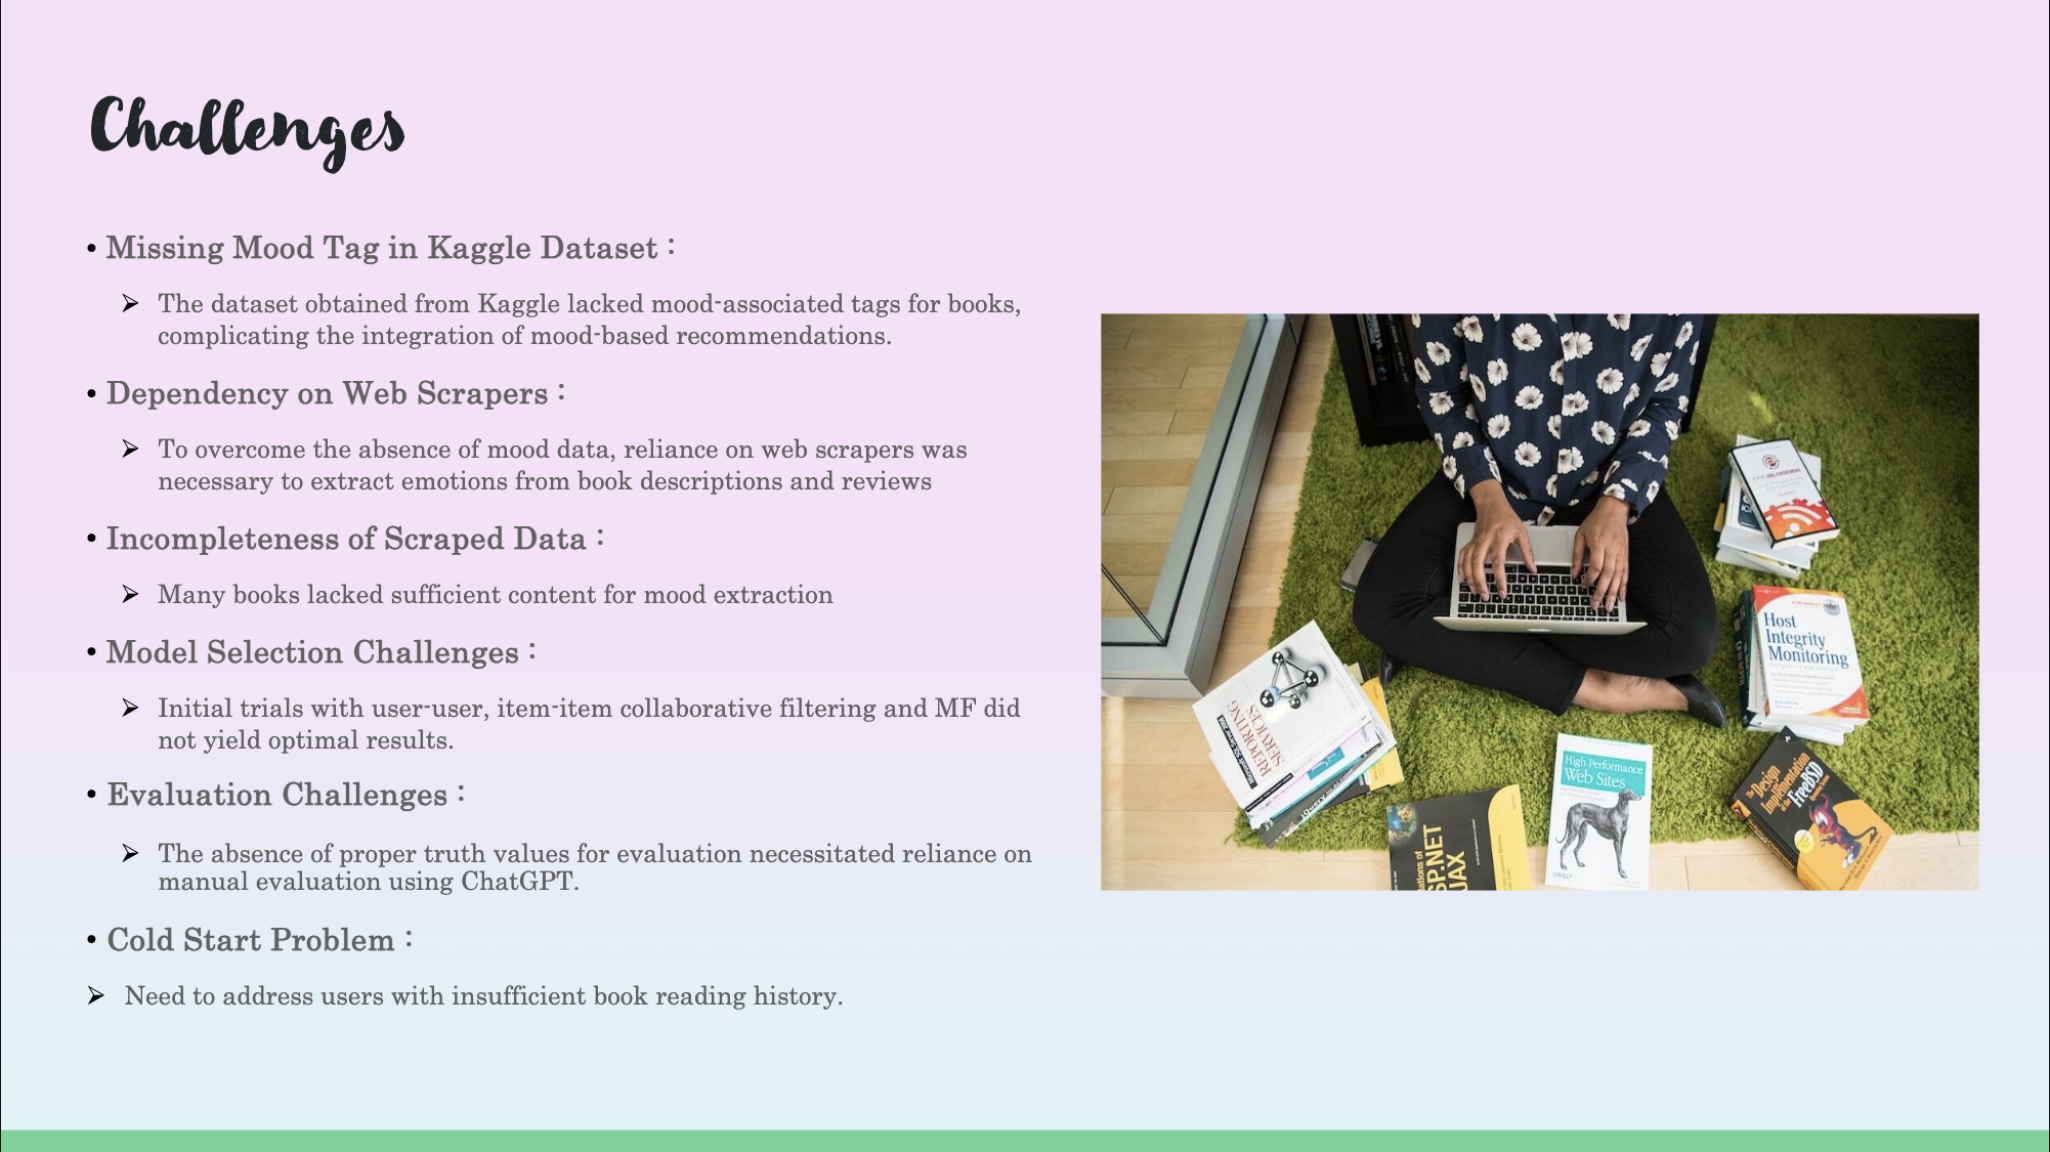 Challenges
• Missing Mood Tag in Kaggle Dataset :
➢ The dataset obtained from Kaggle lacked mood-associated tags for books,
complicating the integration of mood-based recommendations.
• Dependency on Web Scrapers :
➢ To overcome the absence of mood data, reliance on web scrapers was
necessary to extract emotions from book descriptions and reviews
• Incompleteness of Scraped Data :
➢ Many books lacked sufficient content for mood extraction
• Model Selection Challenges :
➢ Initial trials with user-user, item-item collaborative filtering and MF did
not yield optimal results.
• Evaluation Challenges :
➢ The absence of proper truth values for evaluation necessitated reliance on
manual evaluation using ChatGPT.
• Cold Start Problem :
➢ Need to address users with insufficient book reading history.
Host
Integrity
Monitoring
REPORTING
SERVICES
High Performance
Web Sites
O'REILLY
SP.NET
JAX
The Design
Implementation
FreeBSD